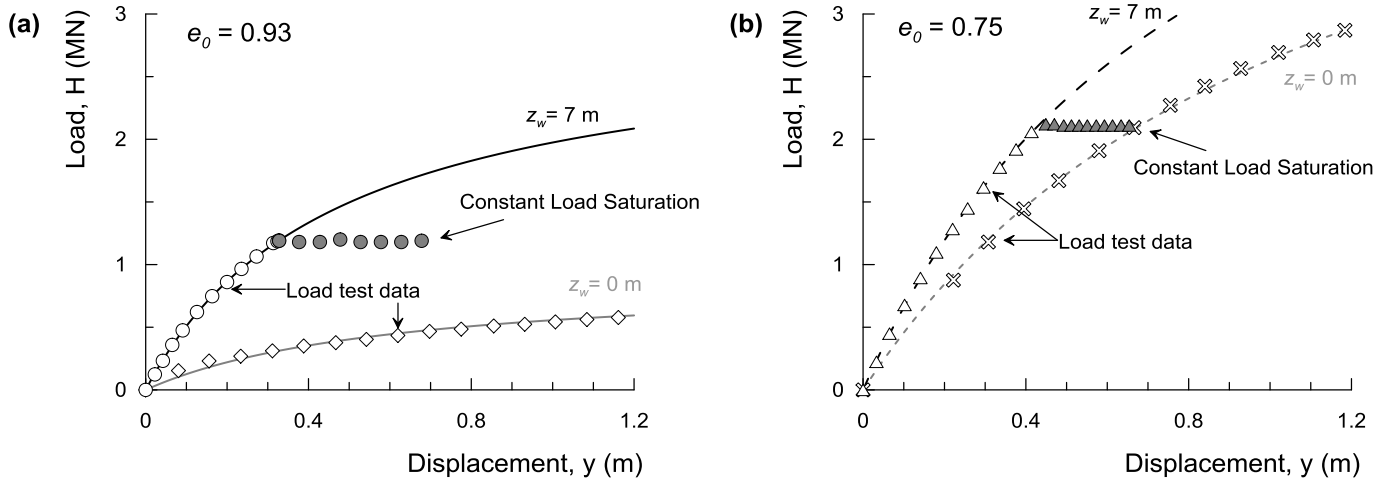 (a)
e0 = 0.93
Load, H (MN)
3
2
1
0
zw= 7 m
Constant Load Saturation
Load test data
zw= 0 m
0 0.4 0.8 1.2
Displacement, y (m)
(b)
e0 = 0.75
Load, H (MN)
3
2
1
0
zw= 7 m
zw= 0 m
Constant Load Saturation
Load test data
0 0.4 0.8 1.2
Displacement, y (m)